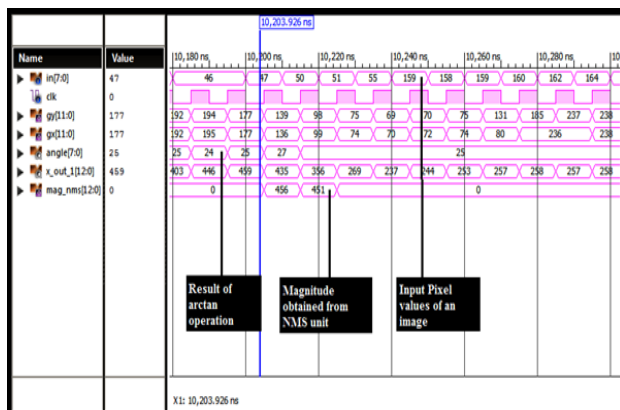 10,203.926 ns
Name Value
10,180 ns 10,200 ns 10,220 ns 10,240 ns 10,260 ns 10,280 ns
in[7:0] 47 46 47 50 51 55 159 158 159 160 162 164
clk 0
gy[11:0] 177 192 194 177 139 98 75 69 70 75 131 185 237 238
gx[11:0] 177 192 195 177 136 99 74 70 72 74 80 236 238
angle[7:0] 25 25 24 25 27 25
x_out_1[12:0] 459 403 446 459 435 356 269 237 244 253 257 258 257 258
mag_nms[12:0] 0 0 456 451 0
Result of
arctan
operation
Magnitude
obtained from
NMS unit
Input Pixel
values of an
image
X1: 10,203.926 ns